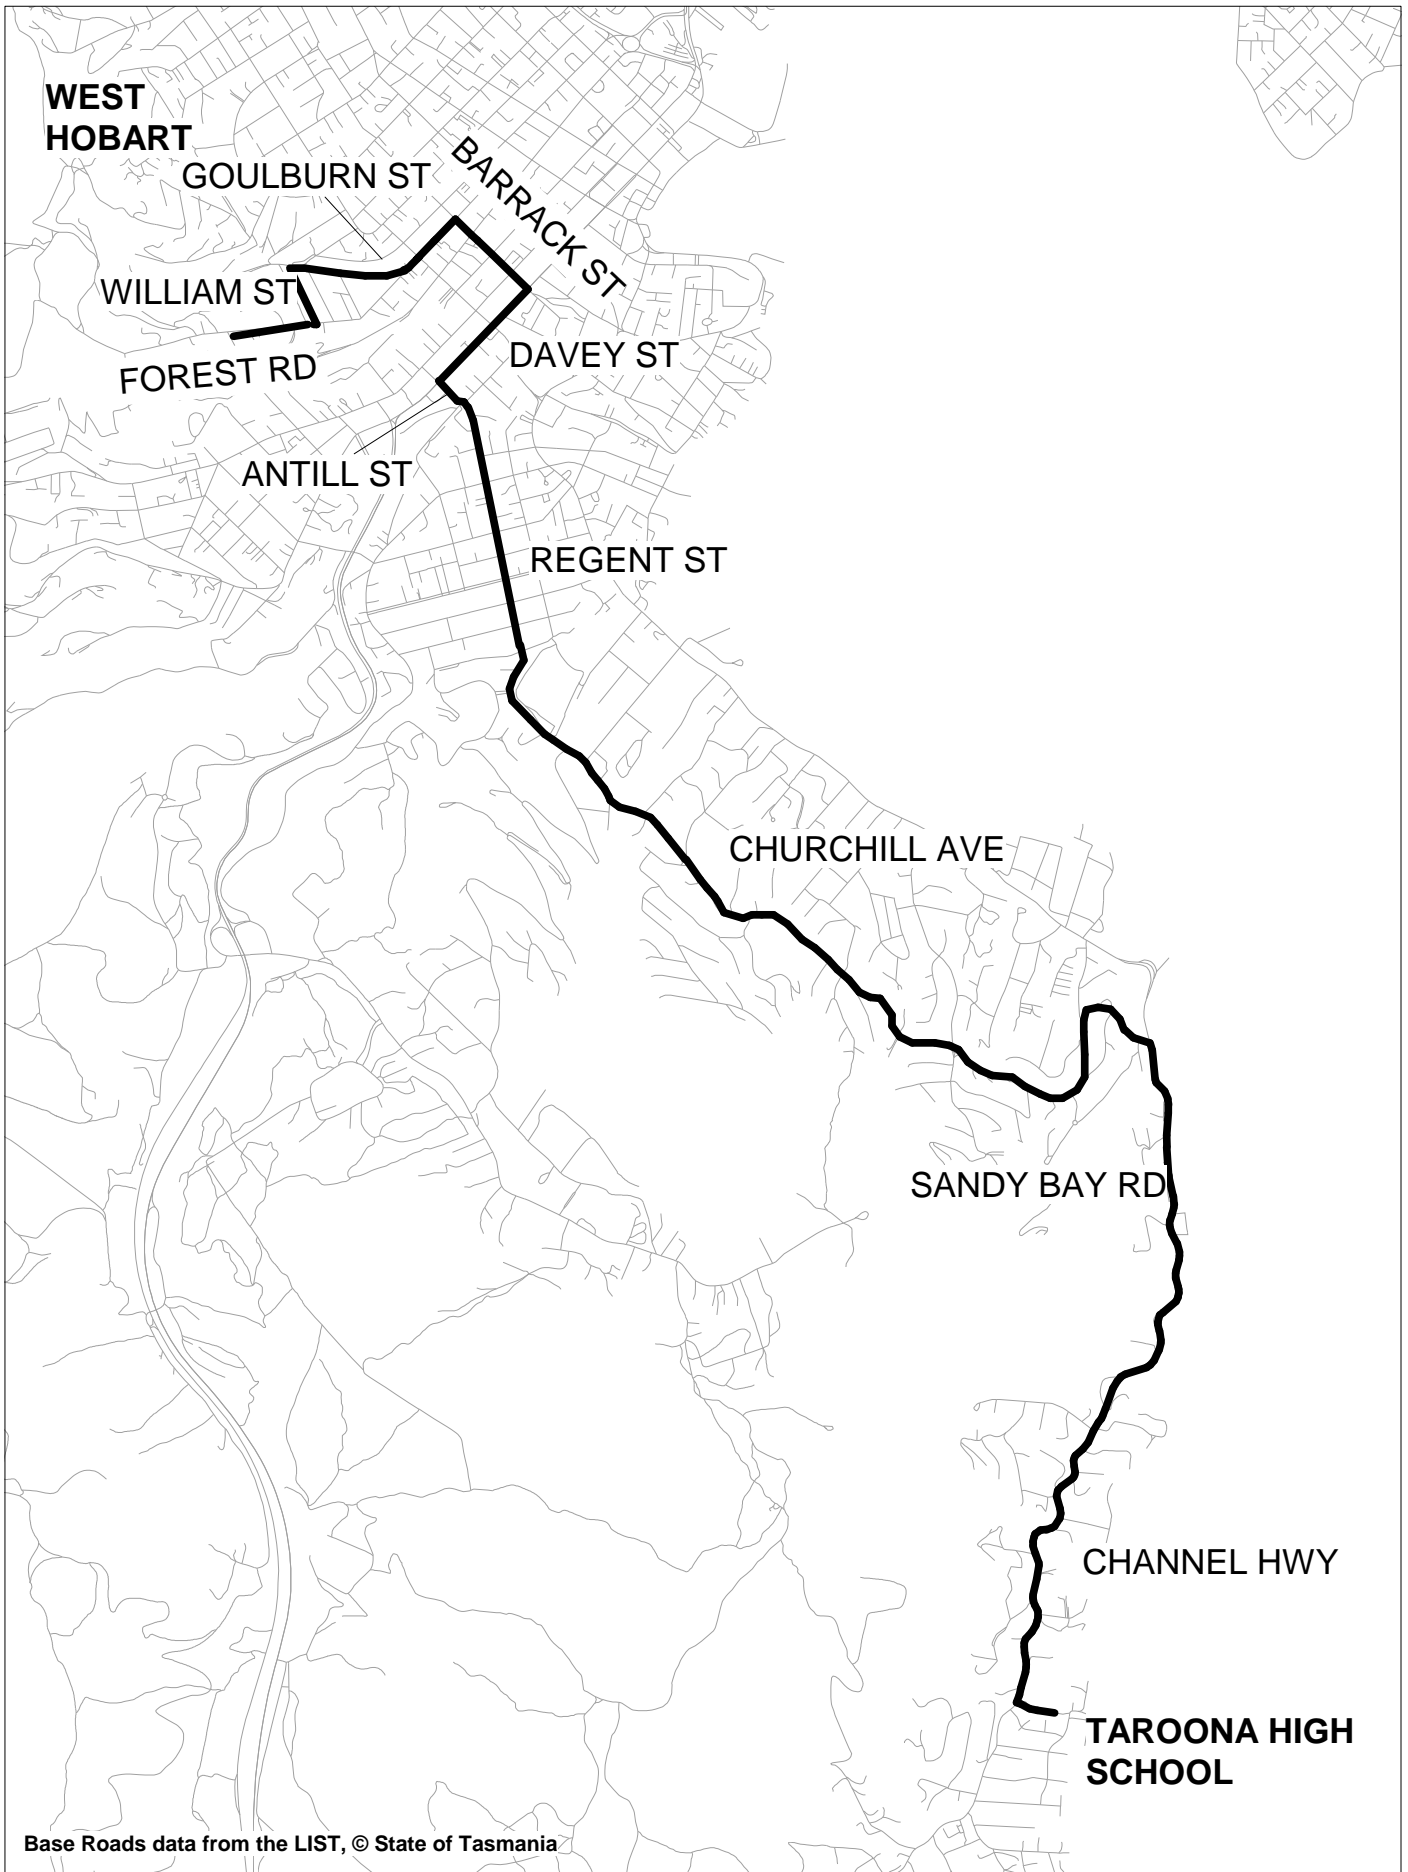 WEST
HOBART
GOULBURN ST
BARRACK ST
WILLIAM ST
DAVEY ST
FOREST RD
ANTILL ST
REGENT ST
CHURCHILL AVE
SANDY BAY RD
CHANNEL HWY
TAROONA HIGH
SCHOOL
Base Roads data from the LIST, © State of Tasmania